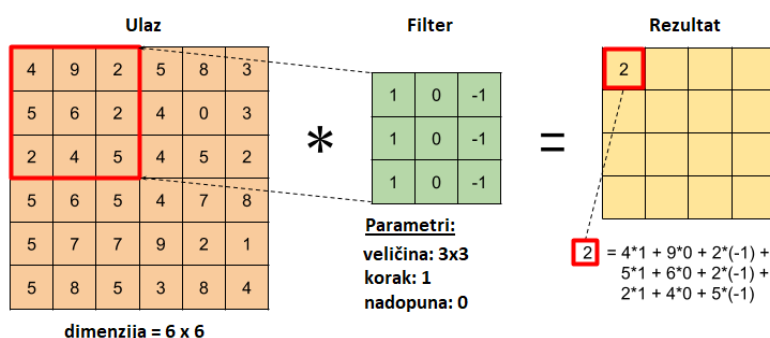 Ulaz
Filter
Rezultat
4 9 2 5 8 3
5 6 2 4 0 3
2 4 5 4 5 2
5 6 5 4 7 8
5 7 7 9 2 1
5 8 5 3 8 4
dimenzija = 6 x 6
*
1 0 -1
1 0 -1
1 0 -1
Parametri:
veličina: 3x3
korak: 1
nadopuna: 0
=
2
2 = 4*1 + 9*0 + 2*(-1) +
5*1 + 6*0 + 2*(-1) +
2*1 + 4*0 + 5*(-1)